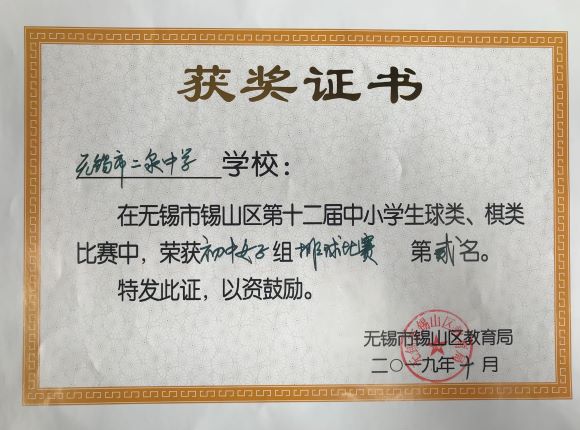 获奖证书
无锡市二泉中学 学校：
在无锡市锡山区第十二届中小学生球类、棋类
比赛中，荣获初中女子组排球比赛 第贰名。
特发此证，以资鼓励。
无锡市锡山区教育局
二〇一九年十月